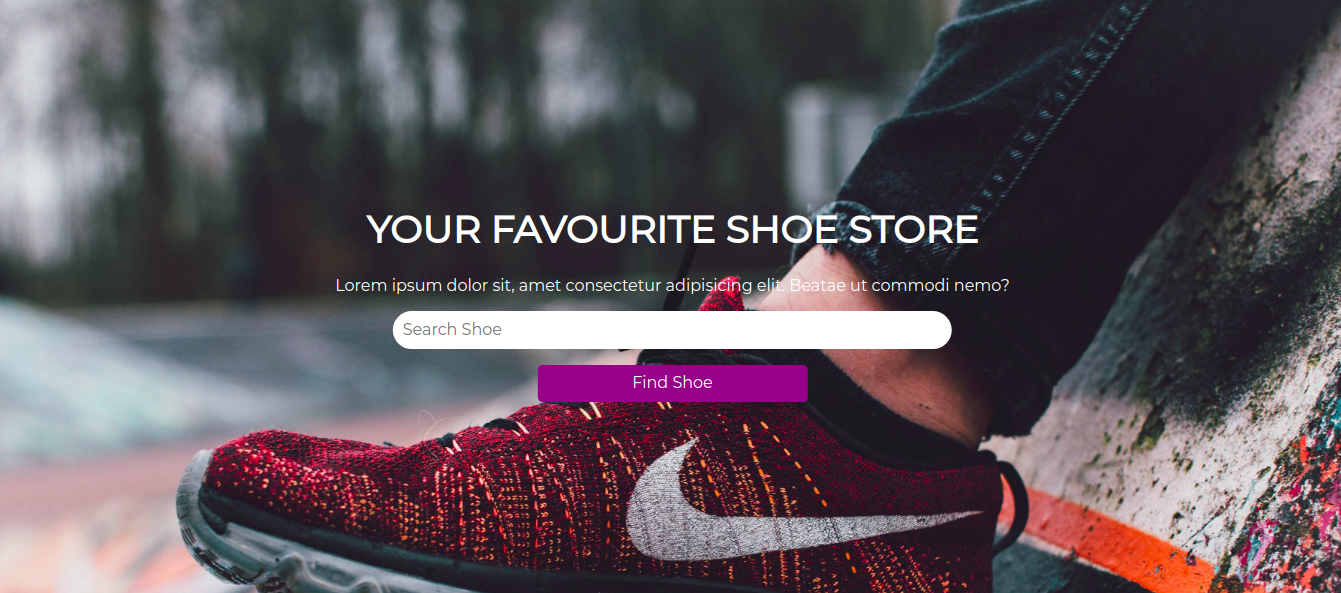 YOUR FAVOURITE SHOE STORE
Lorem ipsum dolor sit, amet consectetur adipisicing elit. Beatae ut commodi nemo?
Search Shoe
Find Shoe